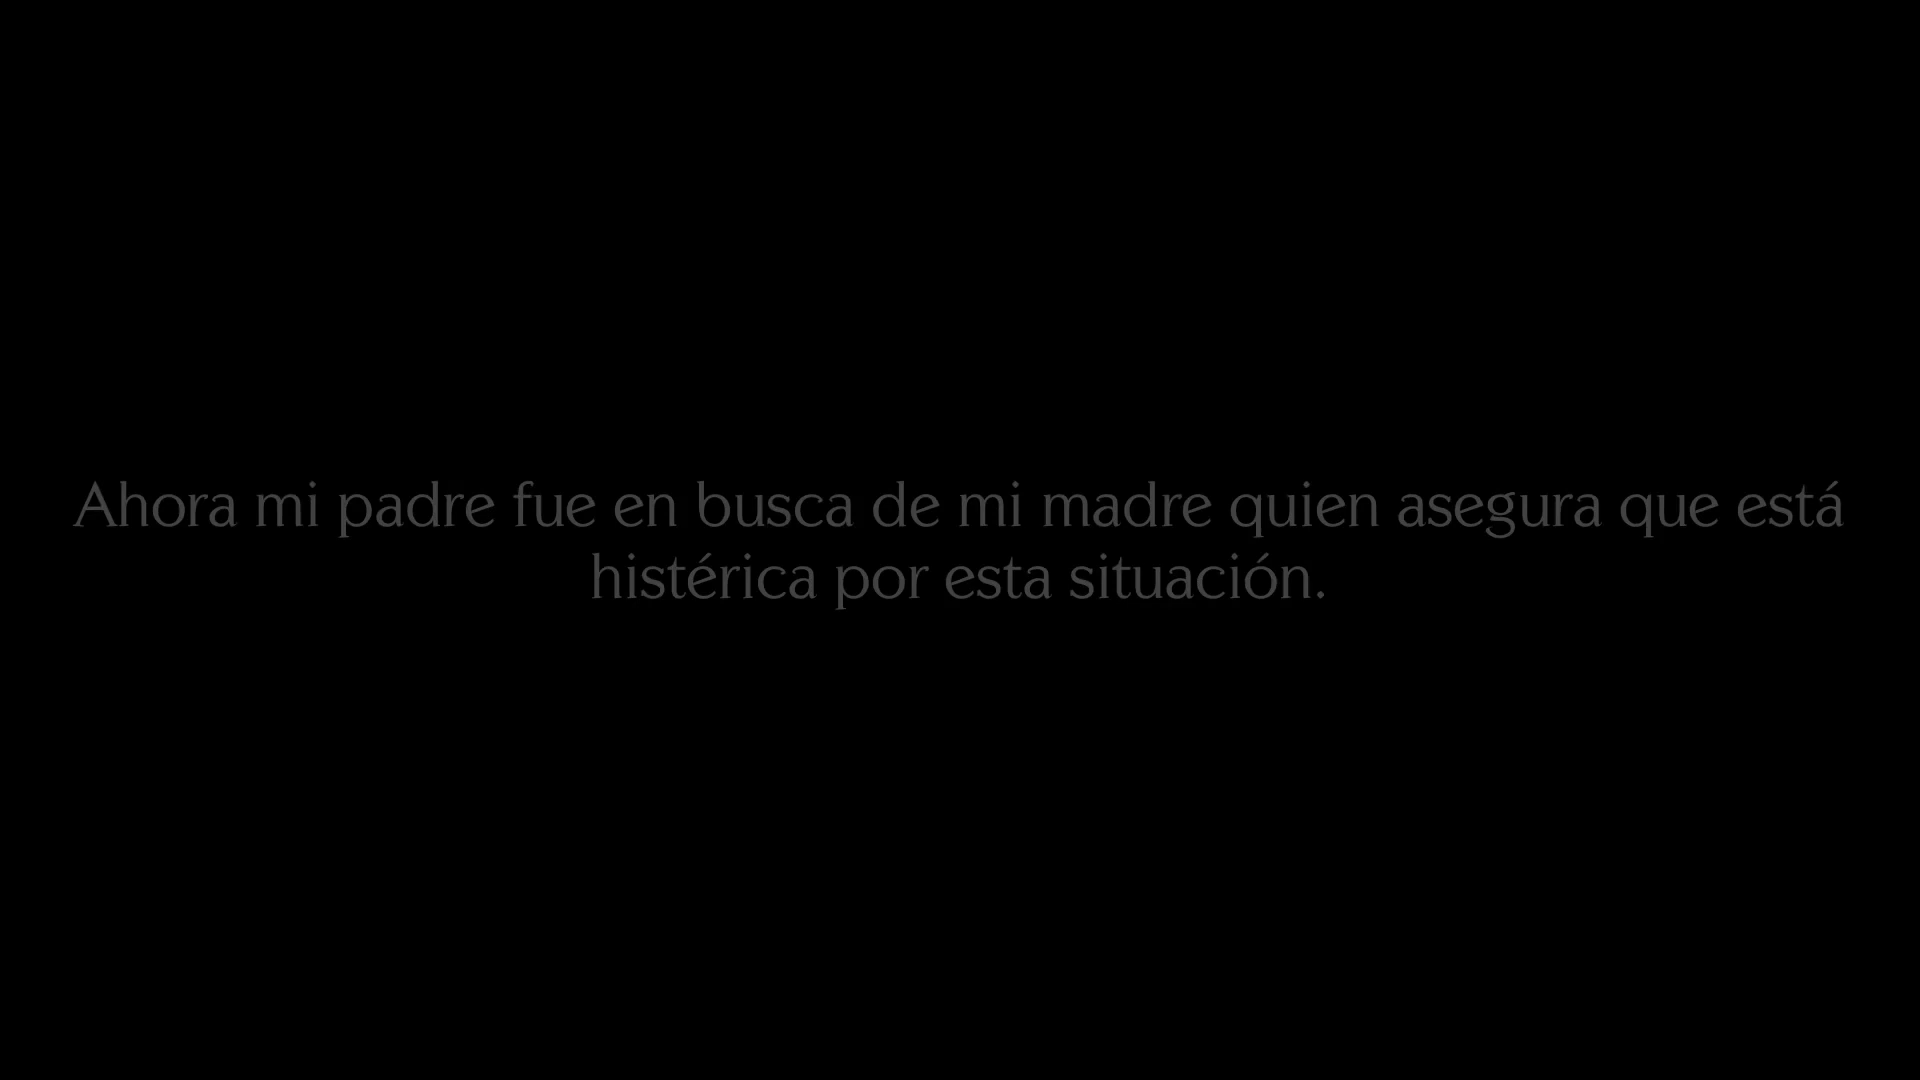 Ahora mi padre fue en busca de mi madre quien asegura que está
histérica por esta situación.